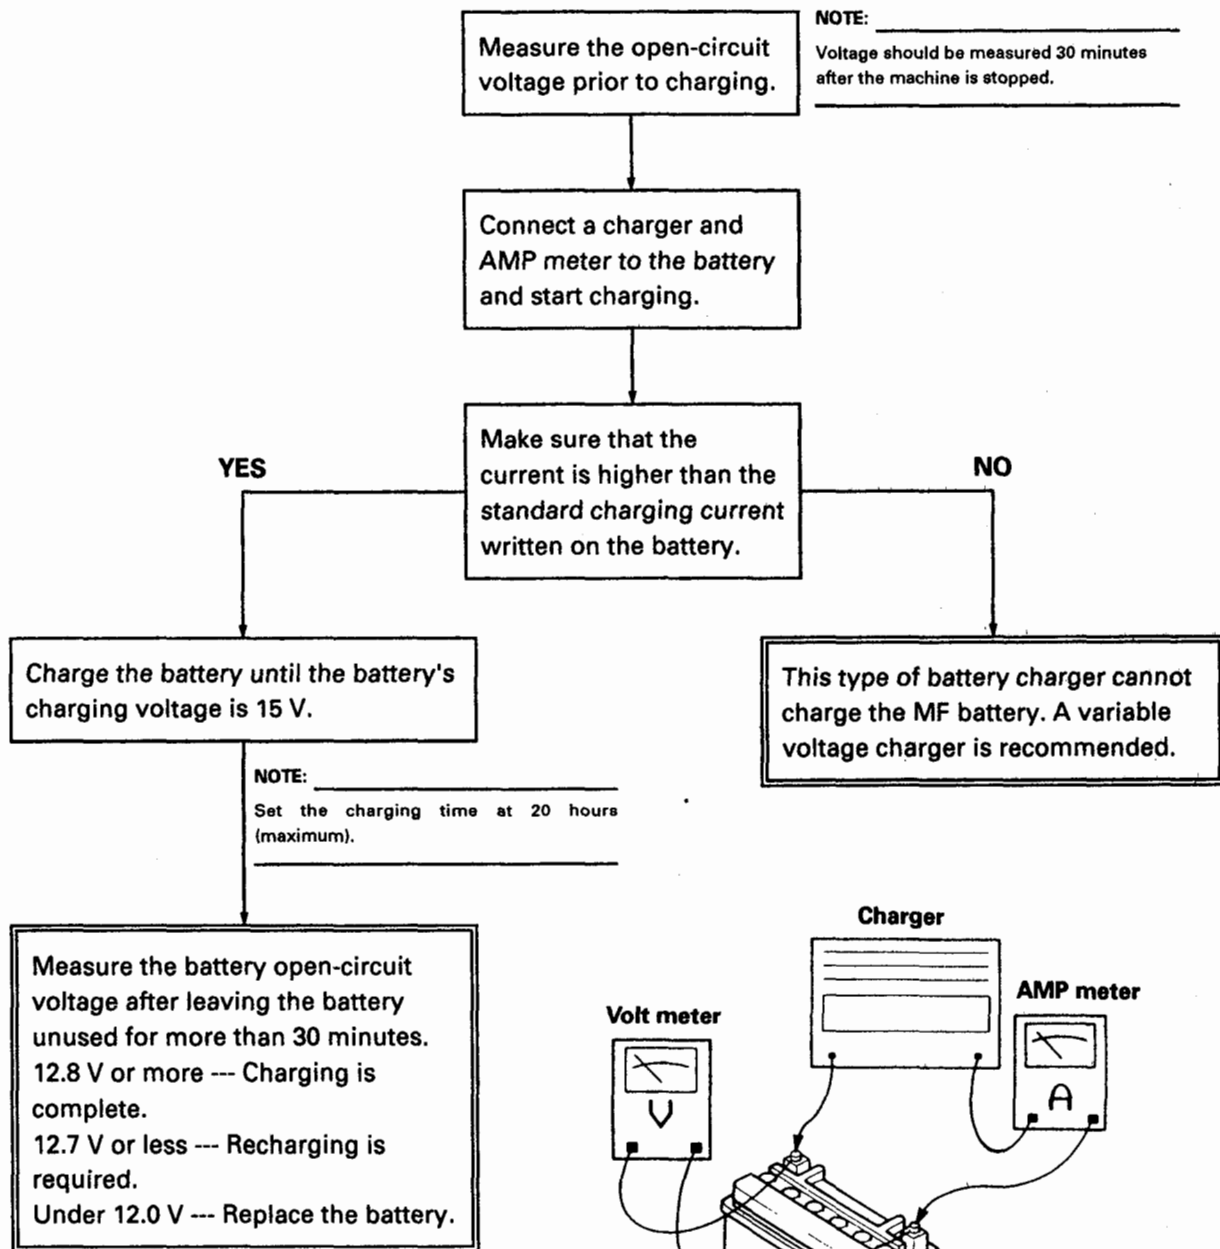 Measure the open-circuit
voltage prior to charging.
NOTE:
Voltage should be measured 30 minutes
after the machine is stopped.
Connect a charger and
AMP meter to the battery
and start charging.
Make sure that the
current is higher than the
standard charging current
written on the battery.
YES
NO
Charge the battery until the battery's
charging voltage is 15 V.
This type of battery charger cannot
charge the MF battery. A variable
voltage charger is recommended.
NOTE:
Set the charging time at 20 hours
(maximum).
Measure the battery open-circuit
voltage after leaving the battery
unused for more than 30 minutes.
12.8 V or more --- Charging is
complete.
12.7 V or less --- Recharging is
required.
Under 12.0 V --- Replace the battery.
Charger
Volt meter
AMP meter
V
A